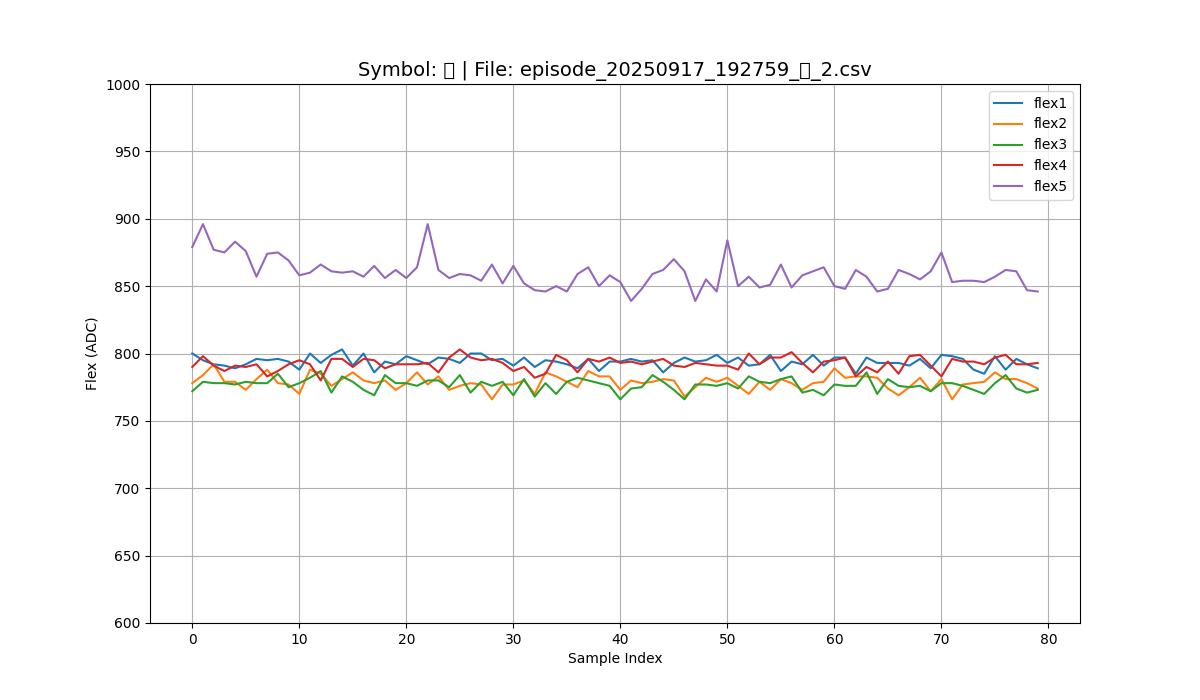 Symbol: | File: episode_20250917_192759_ _2.csv
1000
950
900
850
800
750
700
650
600
Flex (ADC)
flex1
flex2
flex3
flex4
flex5
0 10 20 30 40 50 60 70 80
Sample Index